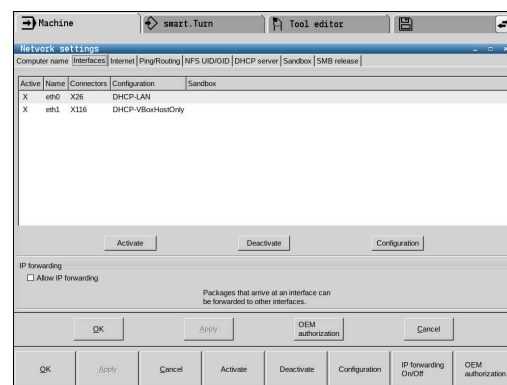 Machine smart.Turn Tool editor
Network settings
Computer name Interfaces Internet Ping/Routing NFS UID/GID DHCP server Sandbox SMB release
Active Name Connectors Configuration Sandbox
X eth0 X26 DHCP-LAN
X eth1 X116 DHCP-VBoxHostOnly
Activate Deactivate Configuration
IP forwarding
Allow IP forwarding
Packages that arrive at an interface can
be forwarded to other interfaces.
OK Apply OEM authorization Cancel
OK Apply Cancel Activate Deactivate Configuration IP forwarding On/Off OEM authorization